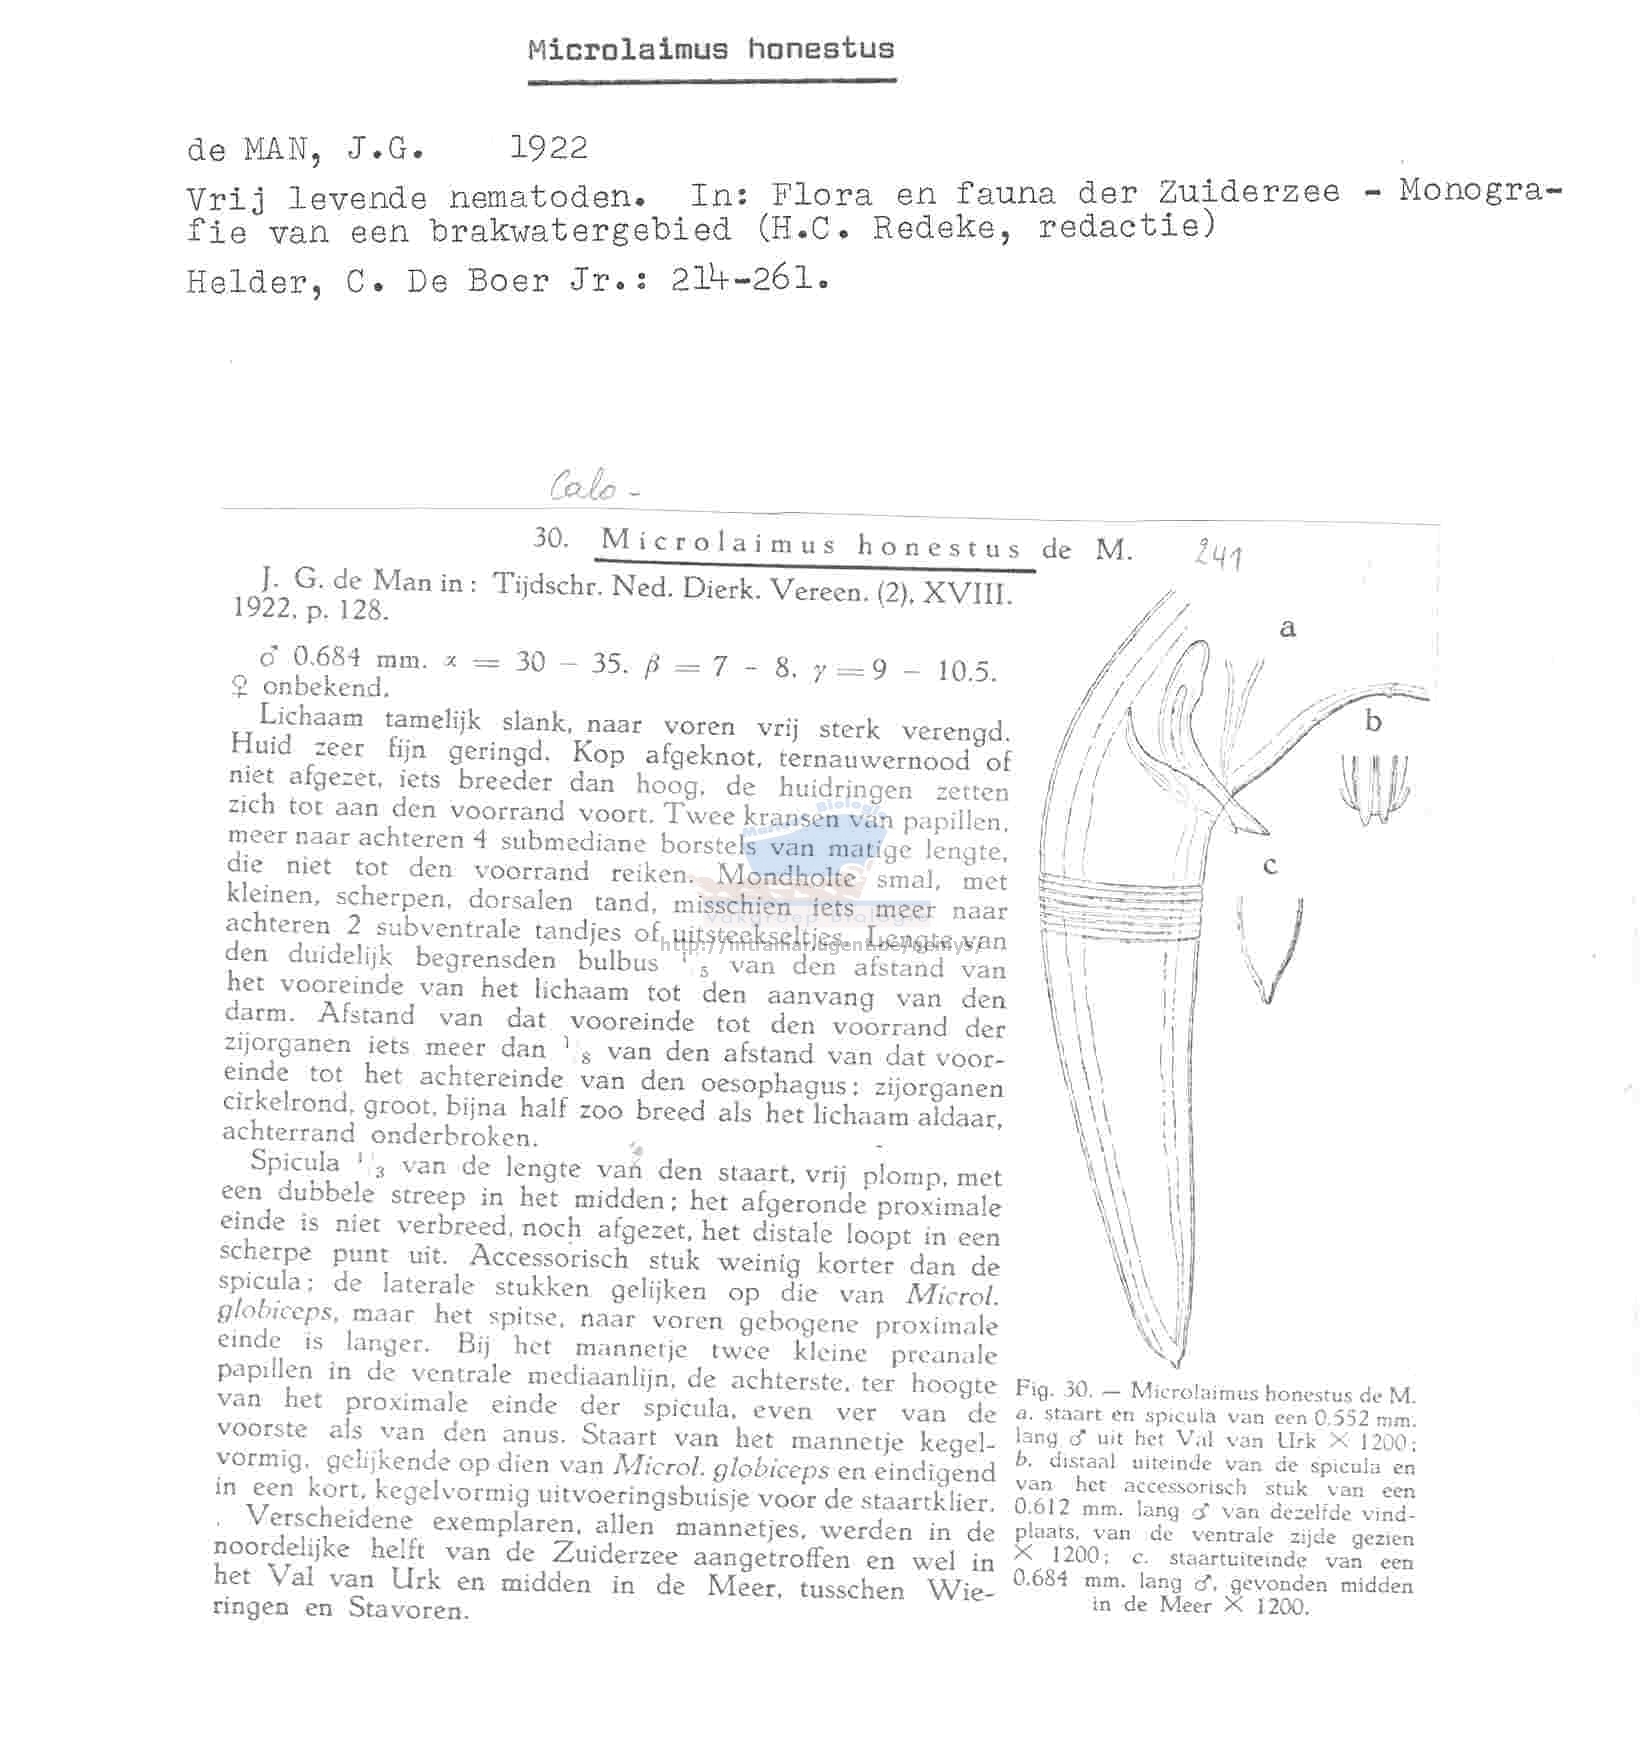 Microlaimus honestus
de MAN, J.G. 1922
Vrij levende nematoden. In: Flora en fauna der Zuiderzee - Monogra-
fie van een brakwatergebied (H.C. Redeke, redactie)
Helder, C. De Boer Jr.: 214-261.
Calo -
30. Microlaimus honestus de M. 241
J. G. de Man in: Tijdschr. Ned. Dierk. Vereen. (2), XVIII.
1922, p. 128.
♂ 0.684 mm. α = 30 – 35. β = 7 - 8. γ = 9 – 10.5.
♀ onbekend.
Lichaam tamelijk slank, naar voren vrij sterk verengd.
Huid zeer fijn geringd. Kop afgeknot, ternauwernood of
niet afgezet, iets breeder dan hoog, de huidringen zetten
zich tot aan den voorrand voort. Twee kransen van papillen,
meer naar achteren 4 submediane borstels van matige lengte,
die niet tot den voorrand reiken. Mondholte smal, met
kleinen, scherpen, dorsalen tand, misschien iets meer naar
achteren 2 subventrale tandjes of uitsteekseltjes. Lengte van
den duidelijk begrensden bulbus 1/5 van den afstand van
het vooreinde van het lichaam tot den aanvang van den
darm. Afstand van dat vooreinde tot den voorrand der
zijorganen iets meer dan 1/8 van den afstand van dat voor-
einde tot het achtereinde van den oesophagus; zijorganen
cirkelrond, groot, bijna half zoo breed als het lichaam aldaar,
achterrand onderbroken.
Spicula 1/3 van de lengte van den staart, vrij plomp, met
een dubbele streep in het midden; het afgeronde proximale
einde is niet verbreed, noch afgezet, het distale loopt in een
scherpe punt uit. Accessorisch stuk weinig korter dan de
spicula; de laterale stukken gelijken op die van Microl.
globiceps, maar het spitse, naar voren gebogene proximale
einde is langer. Bij het mannetje twee kleine preanale
papillen in de ventrale mediaanlijn, de achterste, ter hoogte
van het proximale einde der spicula, even ver van de
voorste als van den anus. Staart van het mannetje kegel-
vormig, gelijkende op dien van Microl. globiceps en eindigend
in een kort, kegelvormig uitvoeringsbuisje voor de staartklier.
Verscheidene exemplaren, allen mannetjes, werden in de
noordelijke helft van de Zuiderzee aangetroffen en wel in
het Val van Urk en midden in de Meer, tusschen Wie-
ringen en Stavoren.
a
b
c
Fig. 30. — Microlaimus honestus de M.
a. staart en spicula van een 0.552 mm.
lang ♂ uit het Val van Urk × 1200;
b. distaal uiteinde van de spicula en
van het accessorisch stuk van een
0.612 mm. lang ♂ van dezelfde vind-
plaats, van de ventrale zijde gezien
× 1200; c. staartuiteinde van een
0.684 mm. lang ♂, gevonden midden
in de Meer × 1200.
Vakgroep Biologie